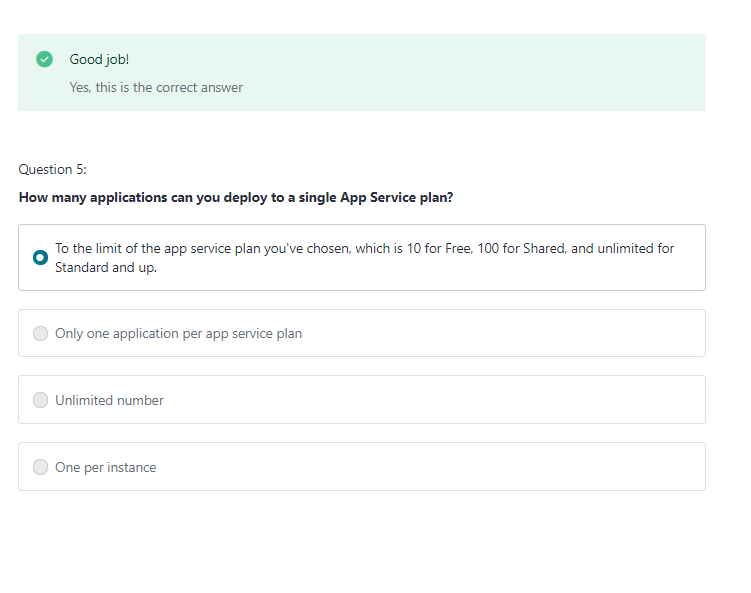 Good job!
Yes, this is the correct answer
Question 5:
How many applications can you deploy to a single App Service plan?
To the limit of the app service plan you've chosen, which is 10 for Free, 100 for Shared, and unlimited for
Standard and up.
Only one application per app service plan
Unlimited number
One per instance